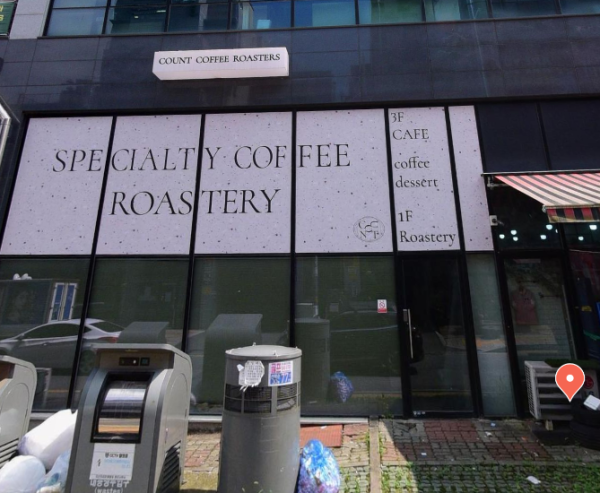 COUNT COFFEE ROASTERS
SPECIALTY COFFEE
ROASTERY
3F
CAFE
coffee
dessert
1F
Roastery